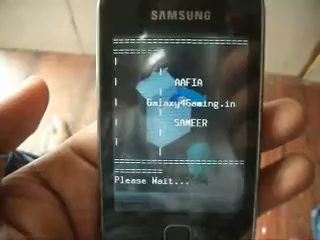 SAMSUNG
AAFIA
Galaxy4Gaming.in
SAMEER
Please Wait...